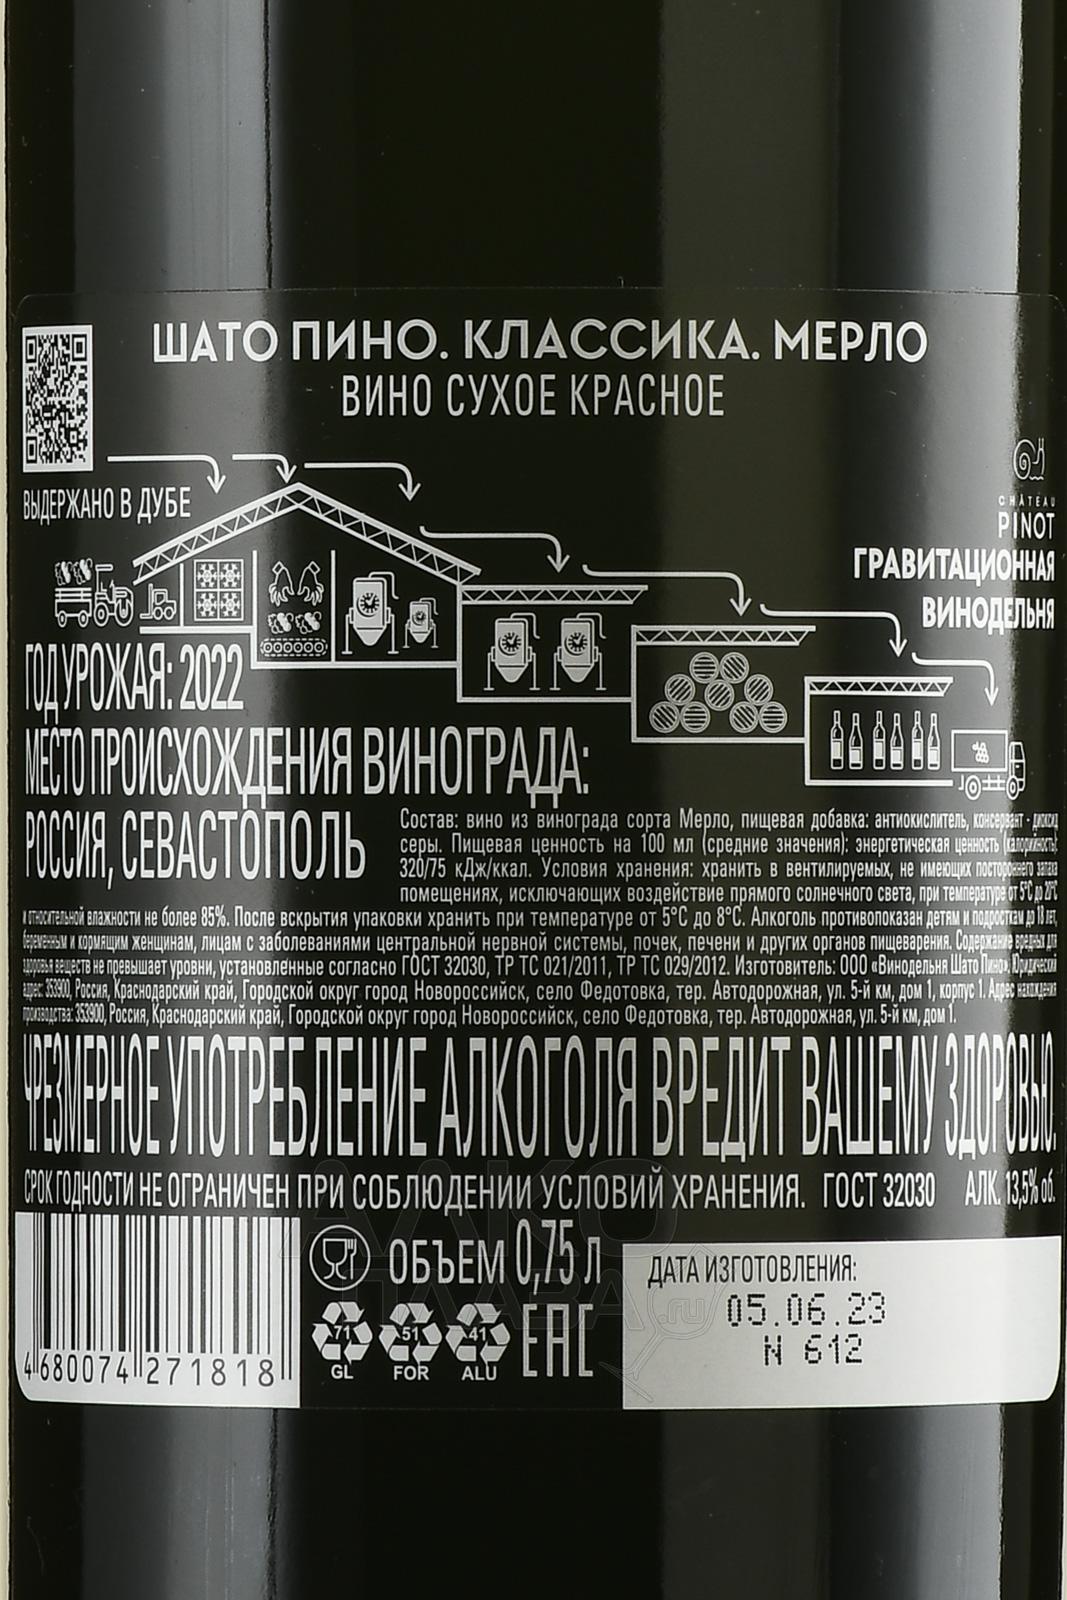 ШАТО ПИНО. КЛАССИКА. МЕРЛО
ВИНО СУХОЕ КРАСНОЕ
ВЫДЕРЖАНО В ДУБЕ
CHÂTEAU
PINOT
ГРАВИТАЦИОННАЯ
ВИНОДЕЛЬНЯ
ГОД УРОЖАЯ: 2022
МЕСТО ПРОИСХОЖДЕНИЯ ВИНОГРАДА:
РОССИЯ, СЕВАСТОПОЛЬ
Состав: вино из винограда сорта Мерло, пищевая добавка: антиокислитель, консервант - диоксид
серы. Пищевая ценность на 100 мл (средние значения): энергетическая ценность (калорийность):
320/75 кДж/ккал. Условия хранения: хранить в вентилируемых, не имеющих постороннего запаха
помещениях, исключающих воздействие прямого солнечного света, при температуре от 5°С до 20°С
и относительной влажности не более 85%. После вскрытия упаковки хранить при температуре от 5°С до 8°С. Алкоголь противопоказан детям и подросткам до 18 лет,
беременным и кормящим женщинам, лицам с заболеваниями центральной нервной системы, почек, печени и других органов пищеварения. Содержание вредных для
здоровья веществ не превышает уровни, установленные согласно ГОСТ 32030, ТР ТС 021/2011, ТР ТС 029/2012. Изготовитель: ООО «Винодельня Шато Пино». Юридический
адрес: 353900, Россия, Краснодарский край, Городской округ город Новороссийск, село Федотовка, тер. Автодорожная, ул. 5-й км, дом 1, корпус 1. Адрес нахождения
производства: 353900, Россия, Краснодарский край, Городской округ город Новороссийск, село Федотовка, тер. Автодорожная, ул. 5-й км, дом 1.
ЧРЕЗМЕРНОЕ УПОТРЕБЛЕНИЕ АЛКОГОЛЯ ВРЕДИТ ВАШЕМУ ЗДОРОВЬЮ.
СРОК ГОДНОСТИ НЕ ОГРАНИЧЕН ПРИ СОБЛЮДЕНИИ УСЛОВИЙ ХРАНЕНИЯ. ГОСТ 32030 АЛК. 13,5% об.
ОБЪЕМ 0,75 Л
71 51 41
GL FOR ALU
EAC
4 680074 271818
ДАТА ИЗГОТОВЛЕНИЯ:
05.06.23
N 612
АЛКО
ПЛАЗА
.ru